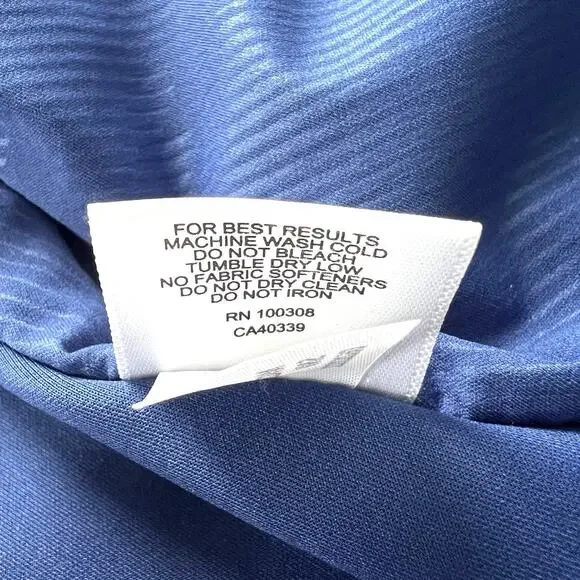 FOR BEST RESULTS
MACHINE WASH COLD
DO NOT BLEACH
TUMBLE DRY LOW
NO FABRIC SOFTENERS
DO NOT DRY CLEAN
DO NOT IRON
RN 100308
CA40339